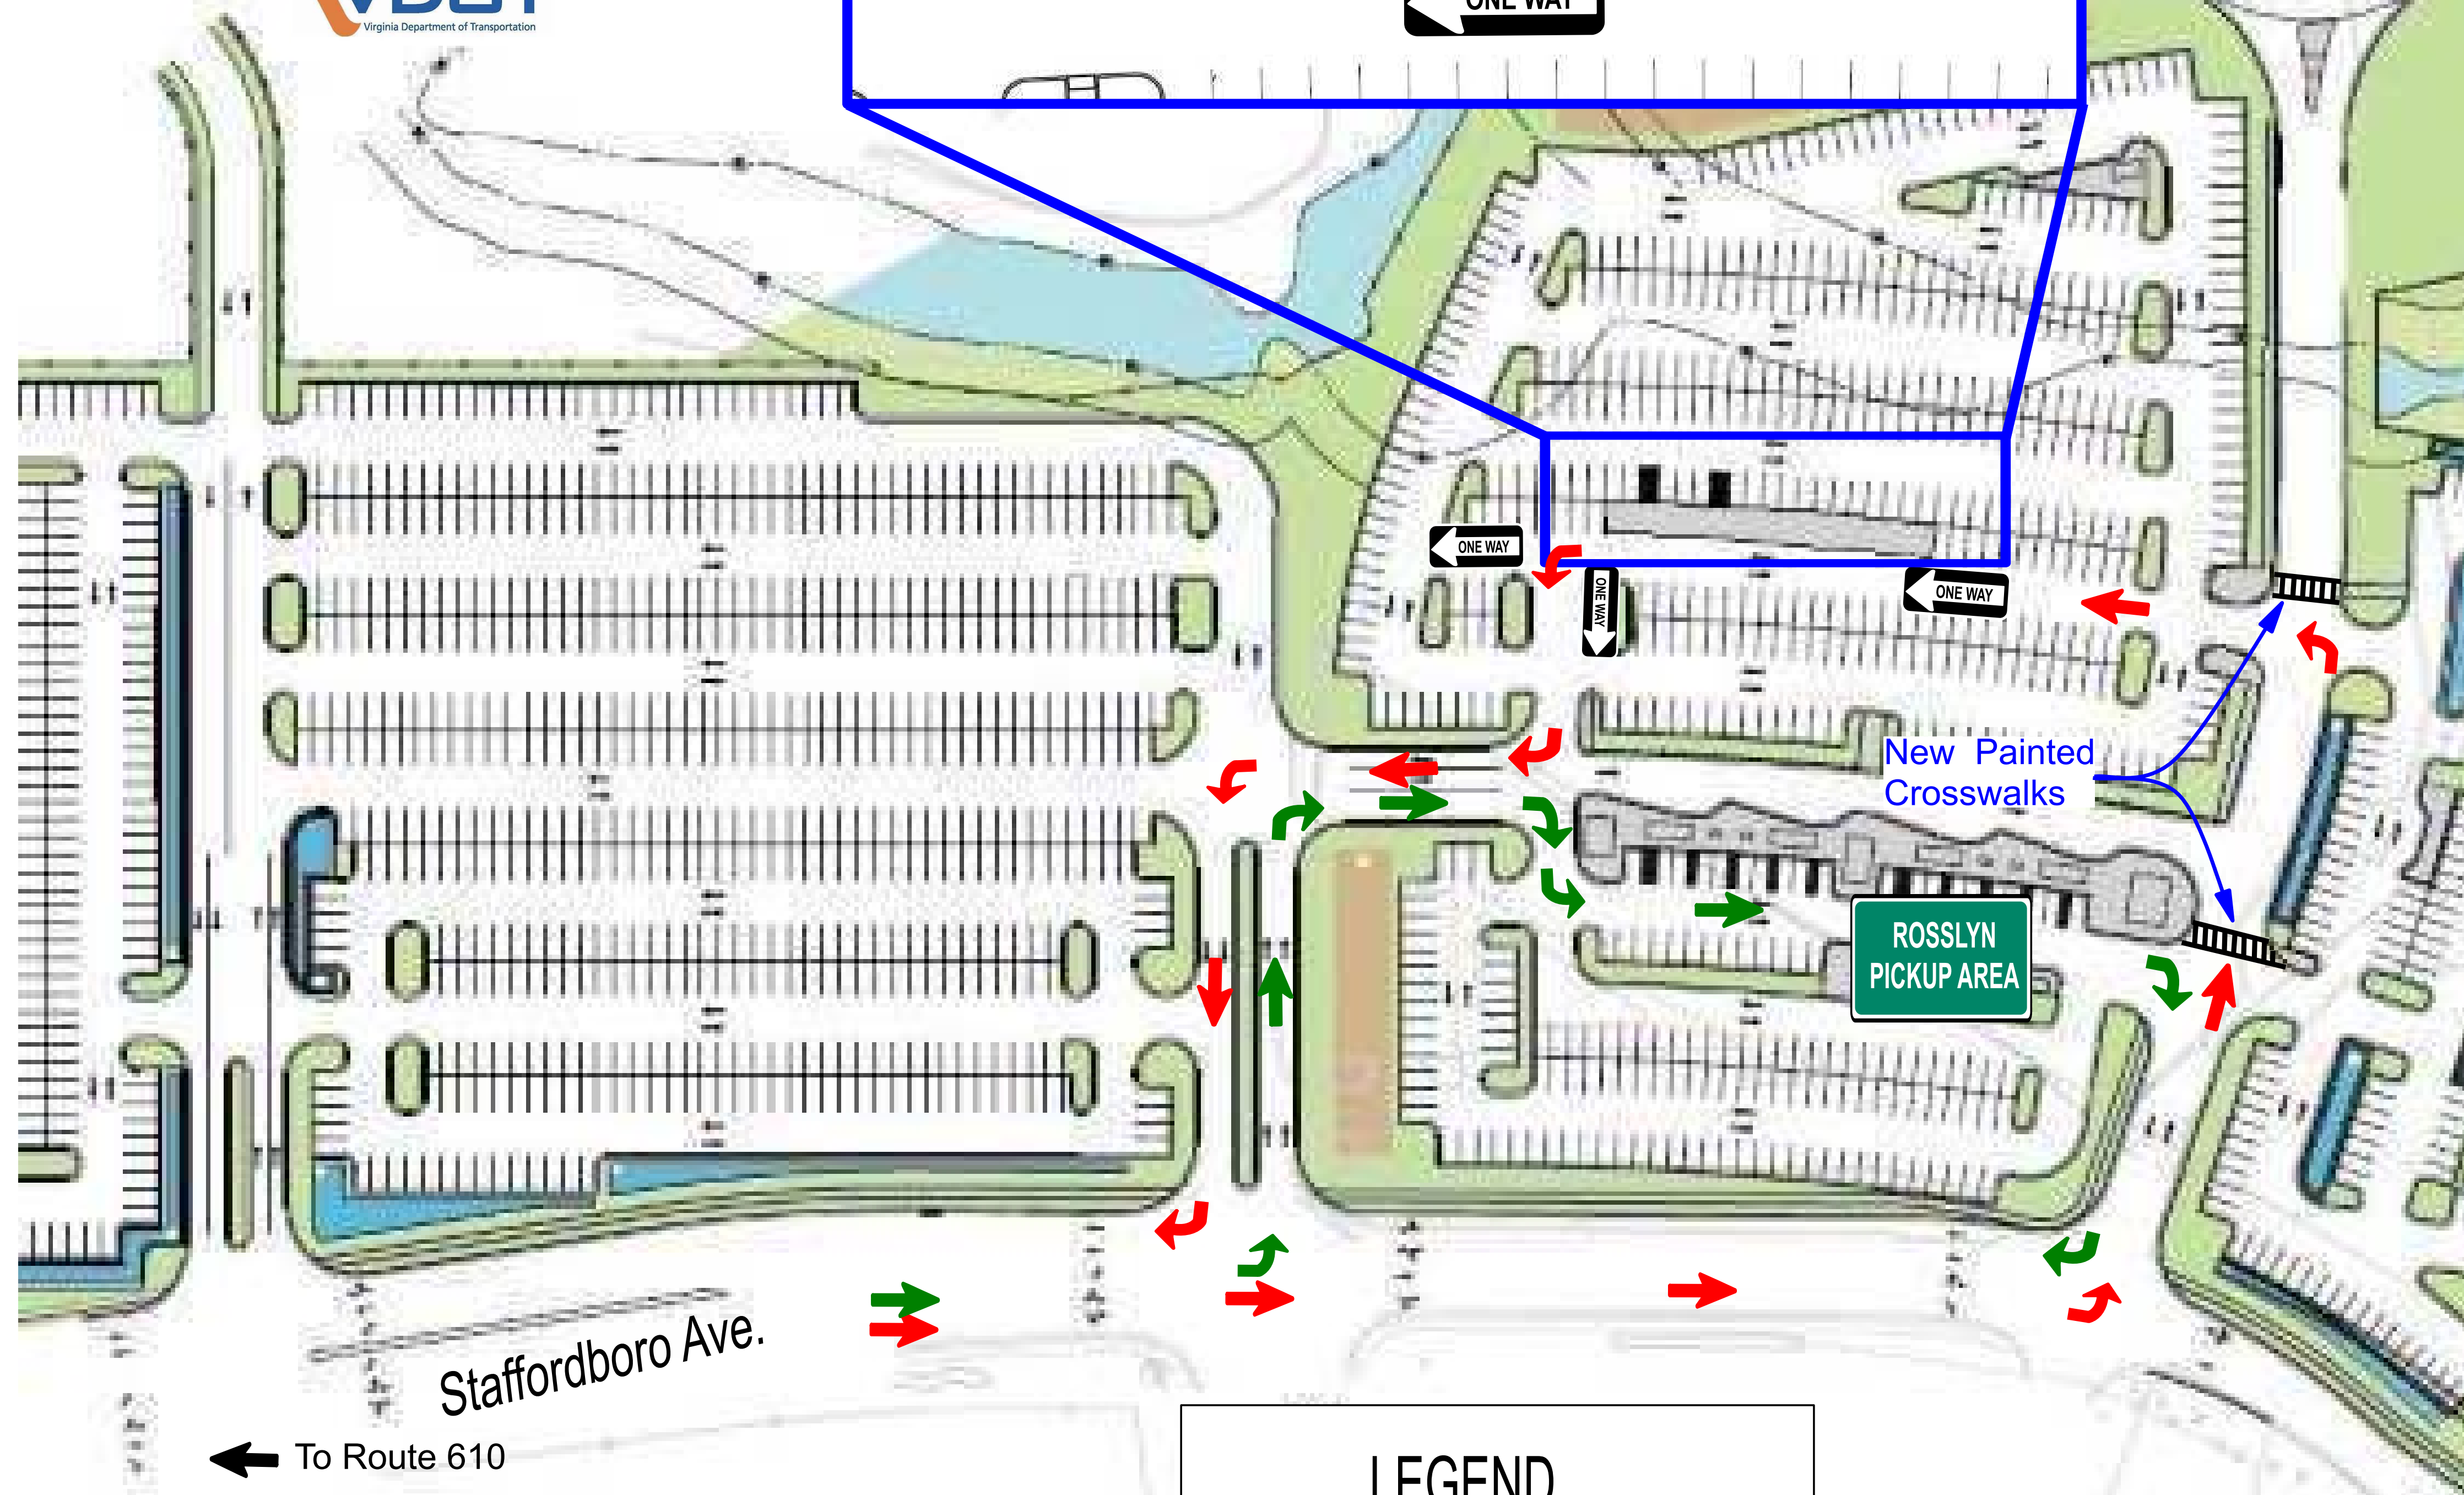 Virginia Department of Transportation
ONE WAY
ONE WAY
ONE WAY
ONE WAY
New Painted
Crosswalks
ROSSLYN
PICKUP AREA
Staffordboro Ave.
To Route 610
LEGEND